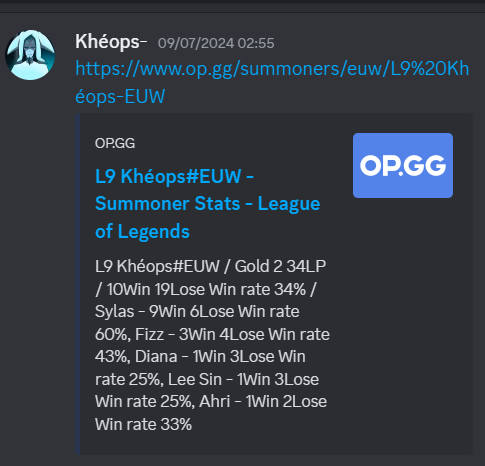 Khéops- 09/07/2024 02:55
https://www.op.gg/summoners/euw/L9%20Kh
éops-EUW
OP.GG
OP.GG
L9 Khéops#EUW -
Summoner Stats - League
of Legends
L9 Khéops#EUW / Gold 2 34LP
/ 10Win 19Lose Win rate 34% /
Sylas - 9Win 6Lose Win rate
60%, Fizz - 3Win 4Lose Win rate
43%, Diana - 1Win 3Lose Win
rate 25%, Lee Sin - 1Win 3Lose
Win rate 25%, Ahri - 1Win 2Lose
Win rate 33%